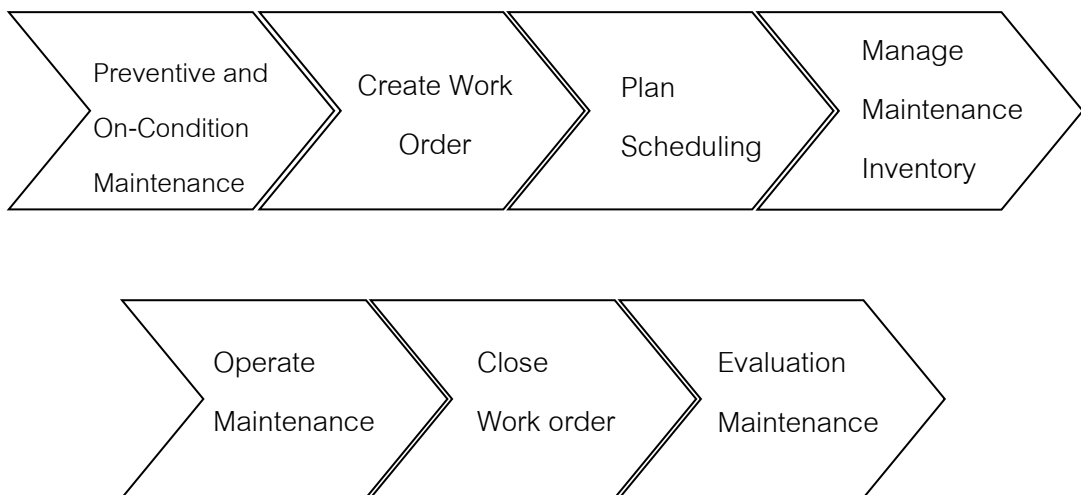 Preventive and
On-Condition
Maintenance
Create Work
Order
Plan
Scheduling
Manage
Maintenance
Inventory
Operate
Maintenance
Close
Work order
Evaluation
Maintenance